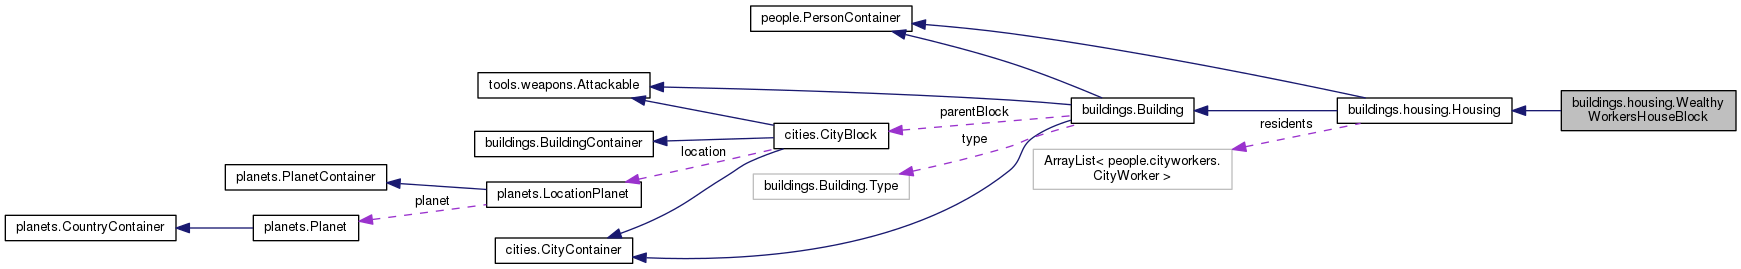 people.PersonContainer
tools.weapons.Attackable
buildings.Building
buildings.housing.Housing
buildings.housing.Wealthy
WorkersHouseBlock
parentBlock
cities.CityBlock
buildings.BuildingContainer
residents
type
location
ArrayList< people.cityworkers.
CityWorker >
planets.PlanetContainer
buildings.Building.Type
planets.LocationPlanet
planet
planets.CountryContainer
planets.Planet
cities.CityContainer